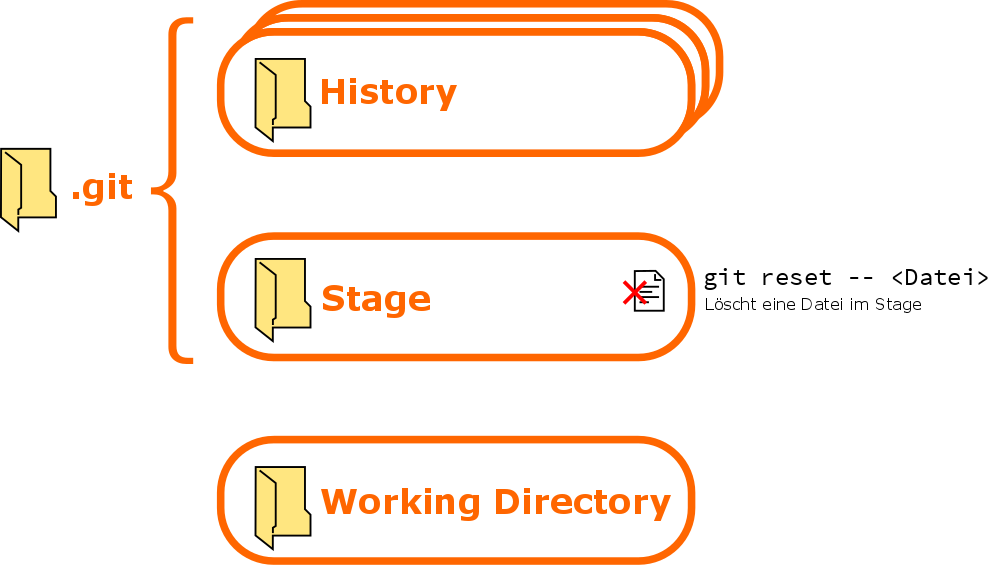 History
.git
git reset -- <Datei>
Stage
Löscht eine Datei im Stage
Working Directory